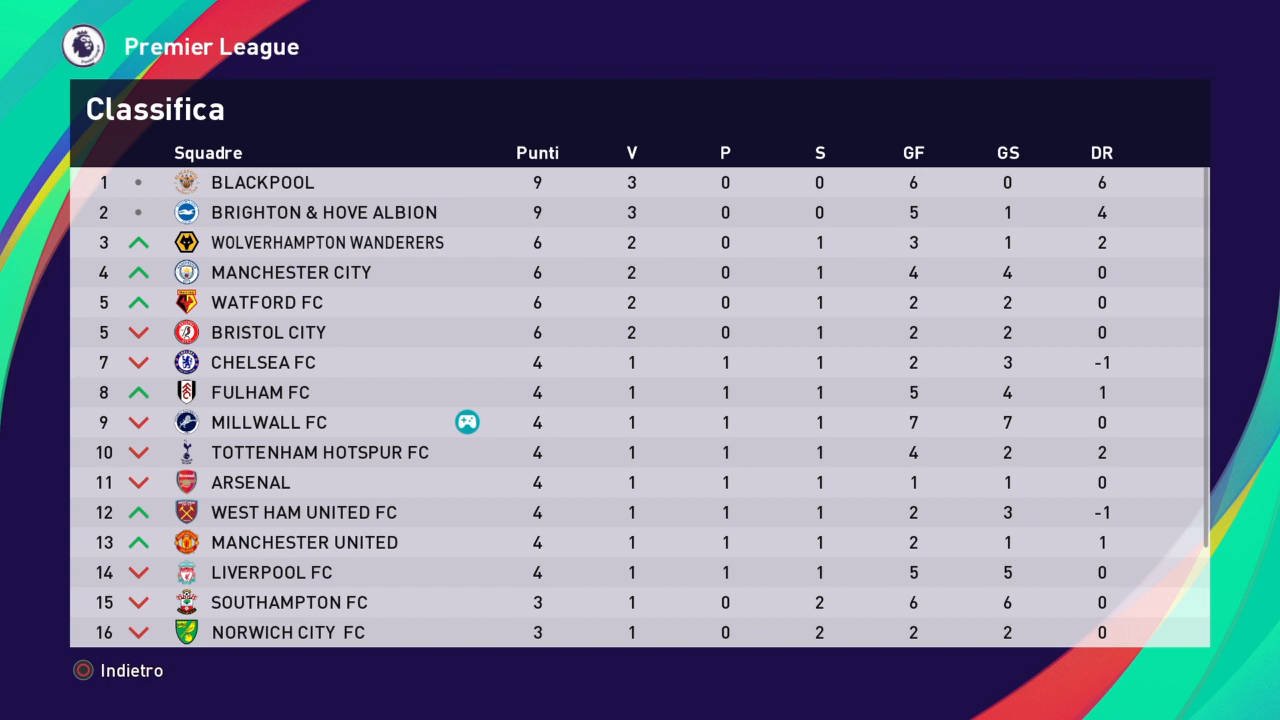 Premier League
Classifica
Squadre Punti V P S GF GS DR
1 BLACKPOOL 9 3 0 0 6 0 6
2 BRIGHTON & HOVE ALBION 9 3 0 0 5 1 4
3 WOLVERHAMPTON WANDERERS 6 2 0 1 3 1 2
4 MANCHESTER CITY 6 2 0 1 4 4 0
5 WATFORD FC 6 2 0 1 2 2 0
5 BRISTOL CITY 6 2 0 1 2 2 0
7 CHELSEA FC 4 1 1 1 2 3 -1
8 FULHAM FC 4 1 1 1 5 4 1
9 MILLWALL FC 4 1 1 1 7 7 0
10 TOTTENHAM HOTSPUR FC 4 1 1 1 4 2 2
11 ARSENAL 4 1 1 1 1 1 0
12 WEST HAM UNITED FC 4 1 1 1 2 3 -1
13 MANCHESTER UNITED 4 1 1 1 2 1 1
14 LIVERPOOL FC 4 1 1 1 5 5 0
15 SOUTHAMPTON FC 3 1 0 2 6 6 0
16 NORWICH CITY FC 3 1 0 2 2 2 0
Indietro